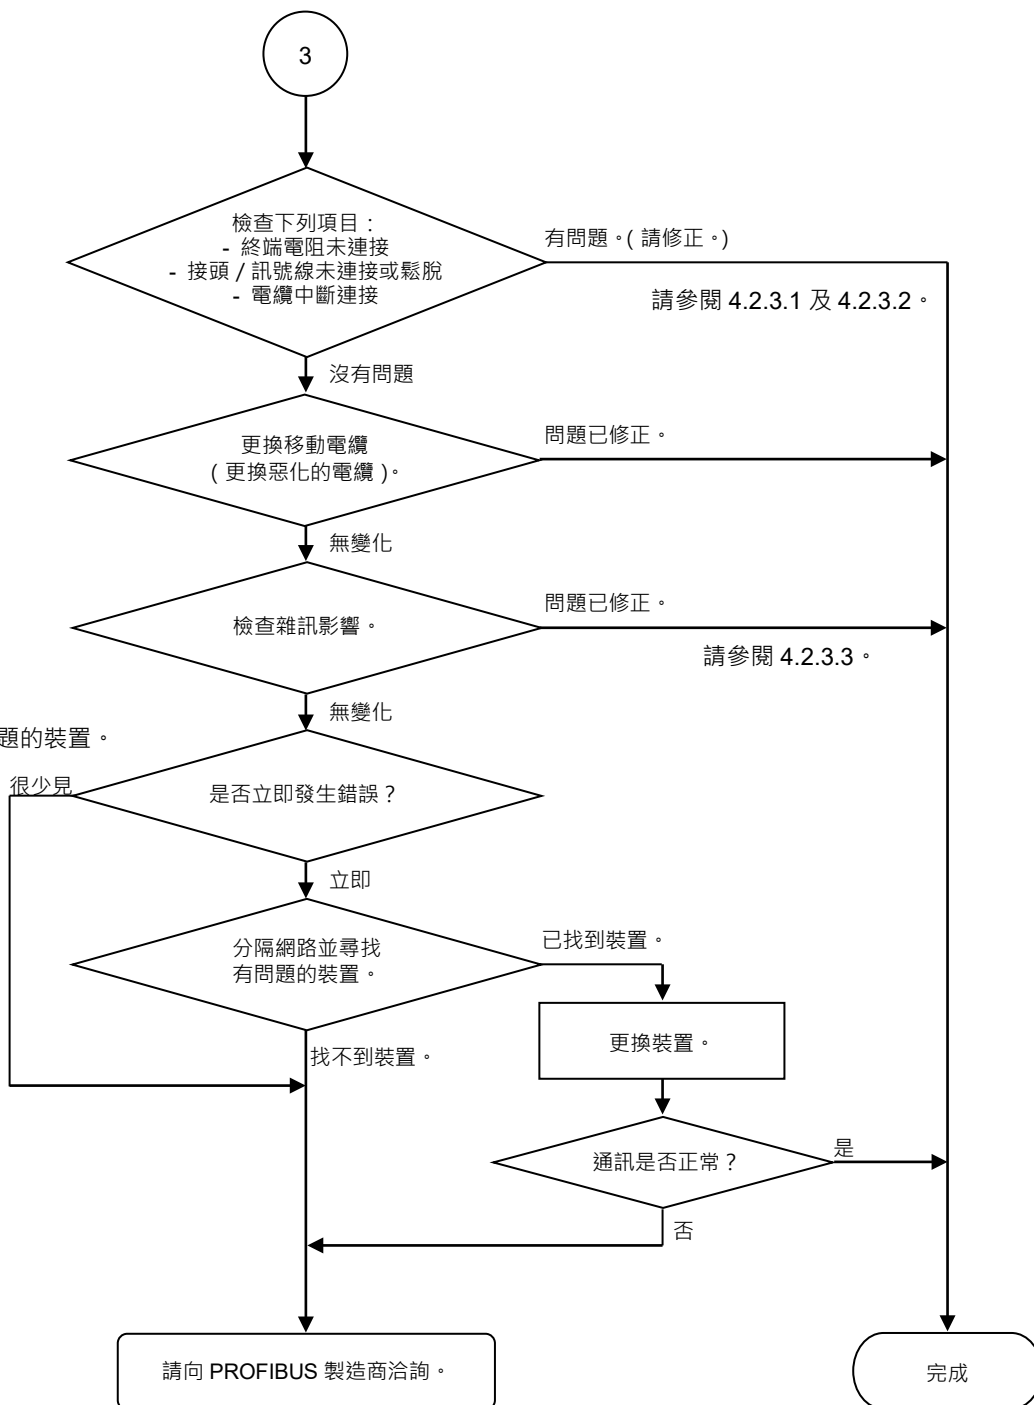 3
檢查下列項目：
- 終端電阻未連接
- 接頭 / 訊號線未連接或鬆脫
- 電纜中斷連接
有問題。( 請修正。)
請參閱 4.2.3.1 及 4.2.3.2。
沒有問題
更換移動電纜
( 更換惡化的電纜 )。
問題已修正。
無變化
檢查雜訊影響。
問題已修正。
請參閱 4.2.3.3。
無變化
題的裝置。
很少見
是否立即發生錯誤？
立即
分隔網路並尋找
有問題的裝置。
已找到裝置。
更換裝置。
找不到裝置。
通訊是否正常？
是
否
請向 PROFIBUS 製造商洽詢。
完成